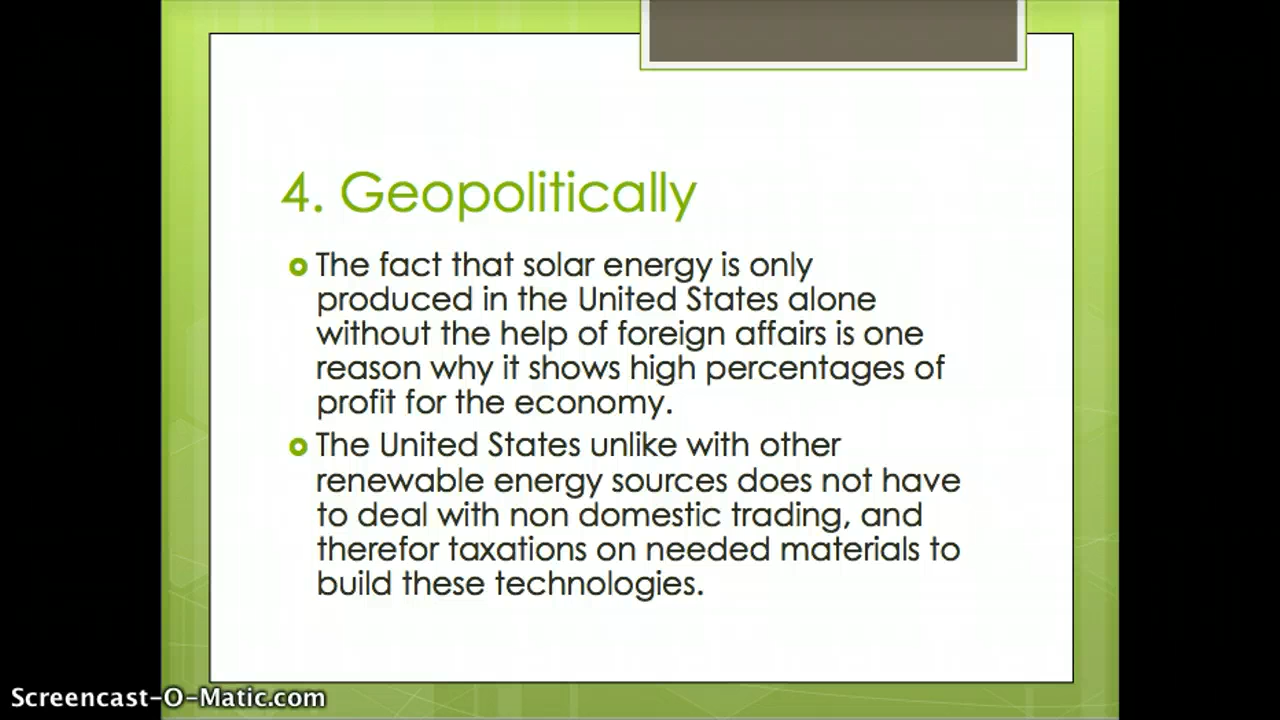 4. Geopolitically
The fact that solar energy is only
produced in the United States alone
without the help of foreign affairs is one
reason why it shows high percentages of
profit for the economy.
The United States unlike with other
renewable energy sources does not have
to deal with non domestic trading, and
therefor taxations on needed materials to
build these technologies.
Screencast-O-Matic.com